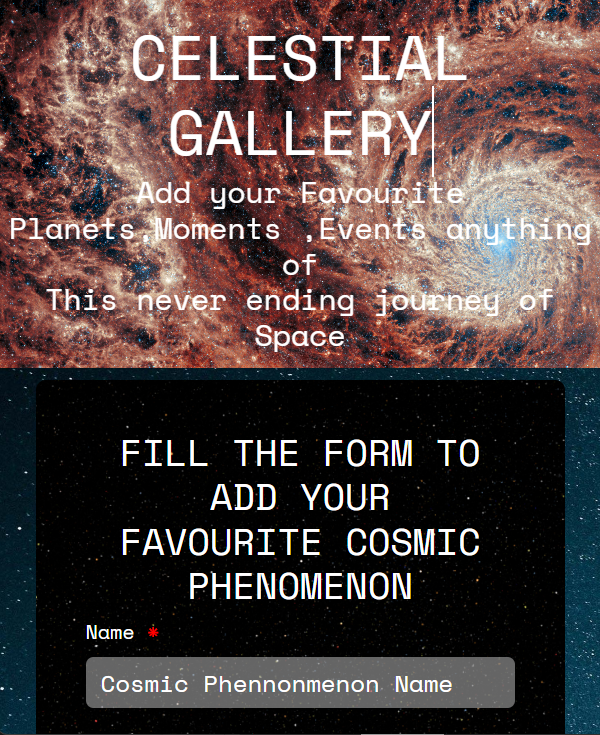 CELESTIAL
GALLERY
Add your Favourite
Planets,Moments ,Events anything
of
This never ending journey of
Space
FILL THE FORM TO
ADD YOUR
FAVOURITE COSMIC
PHENOMENON
Name *
Cosmic Phennonmenon Name